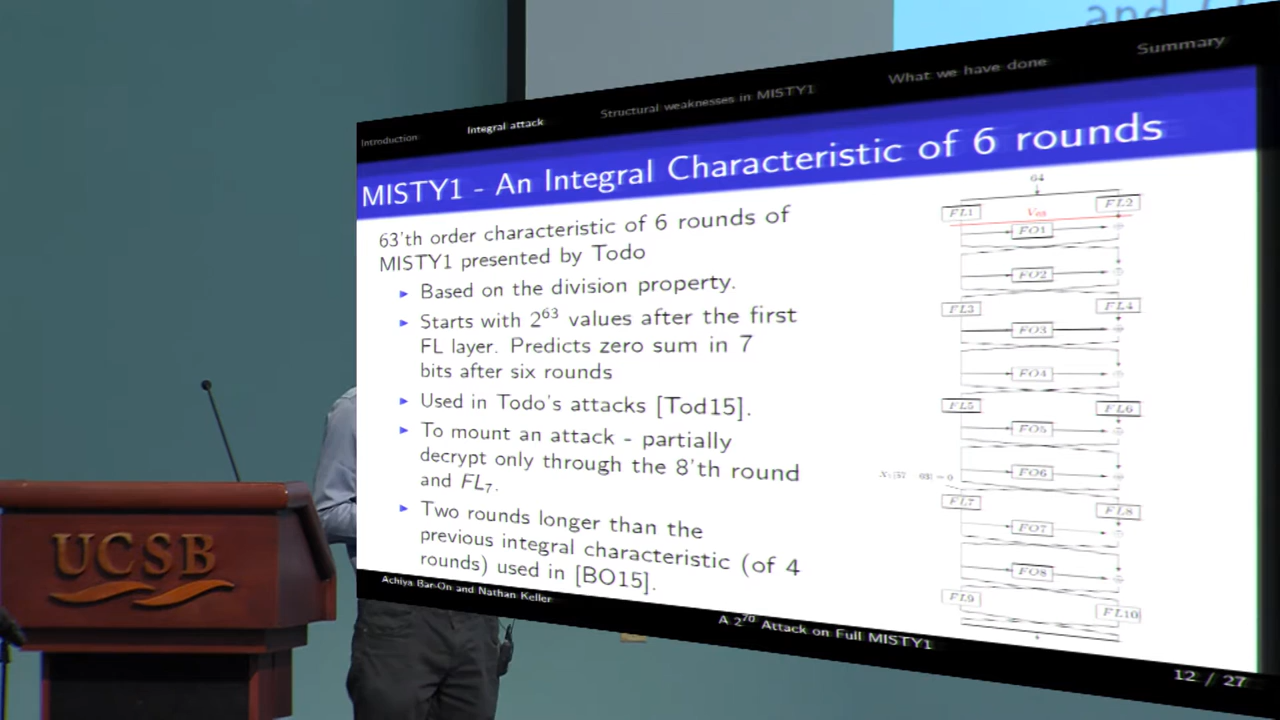 and
Introduction
Integral attack
Structural weaknesses in MISTY1
What we have done
Summary
MISTY1 - An Integral Characteristic of 6 rounds
63'th order characteristic of 6 rounds of
MISTY1 presented by Todo
► Based on the division property.
► Starts with 2^63 values after the first
FL layer. Predicts zero sum in 7
bits after six rounds
► Used in Todo's attacks [Tod15].
► To mount an attack - partially
decrypt only through the 8'th round
and FL₇.
► Two rounds longer than the
previous integral characteristic (of 4
rounds) used in [BO15].
64
FL1
FL2
V₆₃
FO1
FO2
FL3
FL4
FO3
FO4
FL5
FL6
FO5
FO6
FL7
FL8
FO7
FO8
FL9
FL10
Achiya Bar-On and Nathan Keller
A 2^70 Attack on Full MISTY1
12 / 27
UCSB